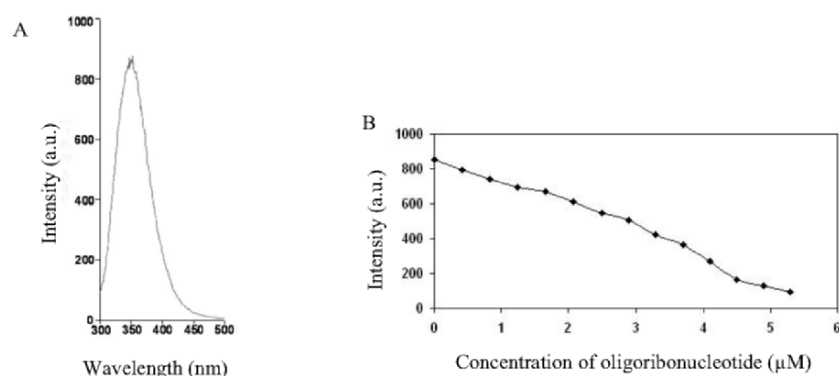 A
1000
800
600
400
200
0
300 350 400 450 500
Intensity (a.u.)
Wavelength (nm)
B
1000
800
600
400
200
0
0 1 2 3 4 5 6
Intensity (a.u.)
Concentration of oligoribonucleotide (µM)